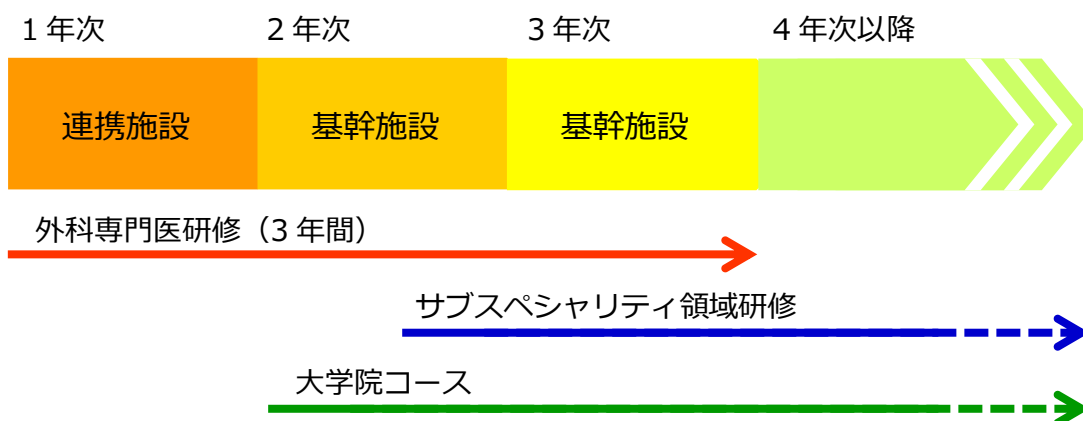 1年次 2年次 3年次 4年次以降
連携施設 基幹施設 基幹施設
外科専門医研修（3年間）
サブスペシャリティ領域研修
大学院コース